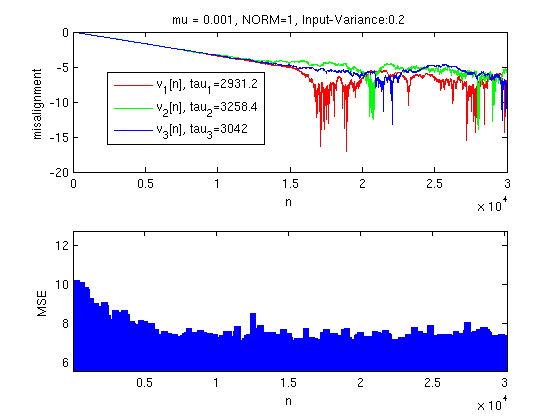 mu = 0.001, NORM=1, Input-Variance:0.2
0
-5
-10
-15
-20
misalignment
v1[n], tau1=2931.2
v2[n], tau2=3258.4
v3[n], tau3=3042
0 0.5 1 1.5 2 2.5 3
n
× 10^4
12
10
8
6
MSE
0.5 1 1.5 2 2.5 3
n
× 10^4